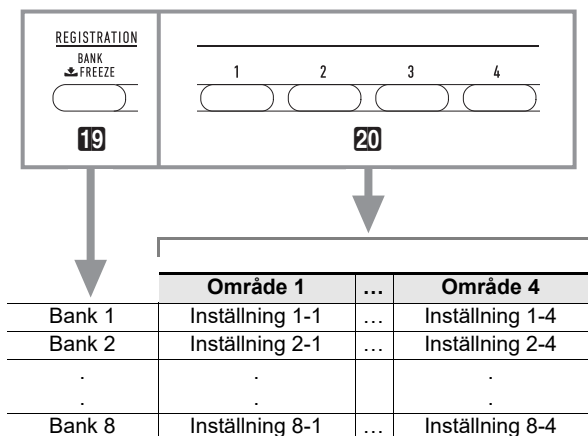 REGISTRATION
BANK
FREEZE
1 2 3 4
19 20
Område 1 … Område 4
Bank 1 Inställning 1-1 … Inställning 1-4
Bank 2 Inställning 2-1 … Inställning 2-4
. . .
. . .
Bank 8 Inställning 8-1 … Inställning 8-4